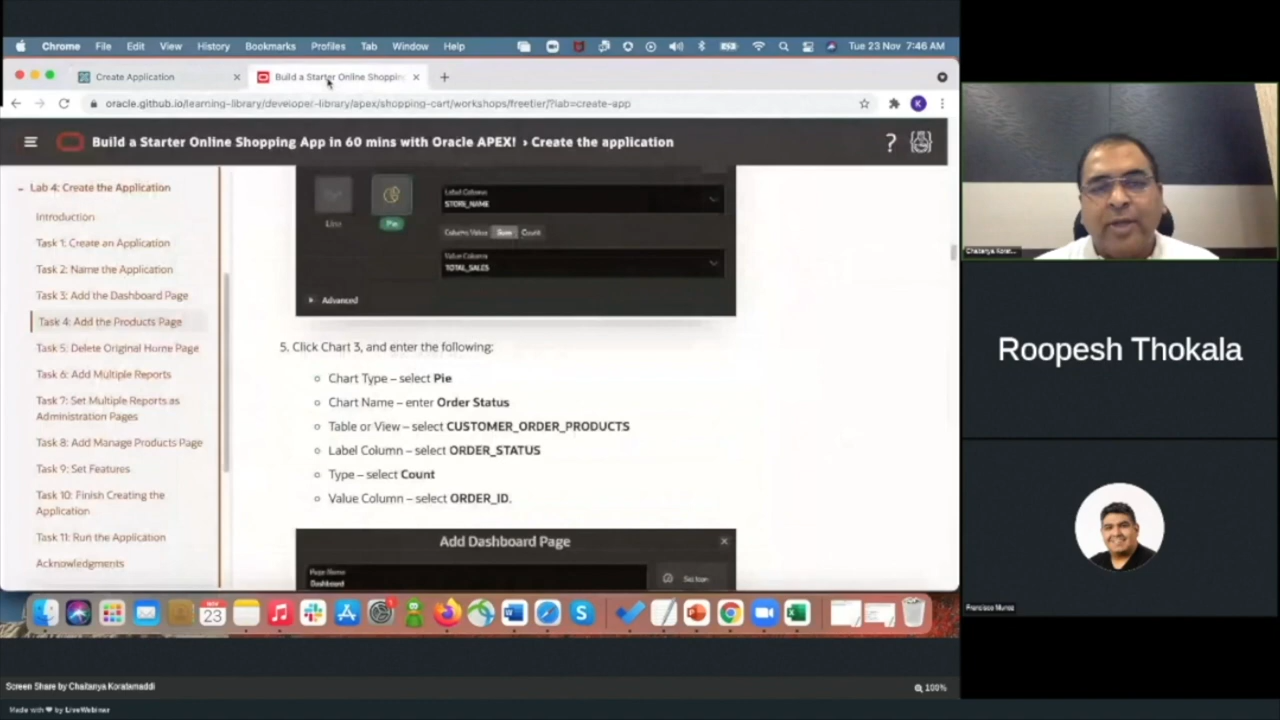 Chrome File Edit View History Bookmarks Profiles Tab Window Help Tue 23 Nov 7:46 AM
Create Application
Build a Starter Online Shopping
oracle.github.io/learning-library/developer-library/apex/shopping-cart/workshops/freetier/?lab=create-app
K
Build a Starter Online Shopping App in 60 mins with Oracle APEX! › Create the application
?
Lab 4: Create the Application
Introduction
Task 1: Create an Application
Task 2: Name the Application
Task 3: Add the Dashboard Page
Task 4: Add the Products Page
Task 5: Delete Original Home Page
Task 6: Add Multiple Reports
Task 7: Set Multiple Reports as
Administration Pages
Task 8: Add Manage Products Page
Task 9: Set Features
Task 10: Finish Creating the
Application
Task 11: Run the Application
Acknowledgments
Line
Pie
Label Column
STORE_NAME
Column Value Sum Count
Value Column
TOTAL_SALES
Advanced
5. Click Chart 3, and enter the following:
Chart Type – select Pie
Chart Name – enter Order Status
Table or View – select CUSTOMER_ORDER_PRODUCTS
Label Column – select ORDER_STATUS
Type – select Count
Value Column – select ORDER_ID.
Add Dashboard Page
Page Name
Dashboard
Set Icon
NOV
23
Chaitanya Korat...
Roopesh Thokala
Francisco Munoz
Screen Share by Chaitanya Koratamaddi
100%
Made with ❤ by LiveWebinar